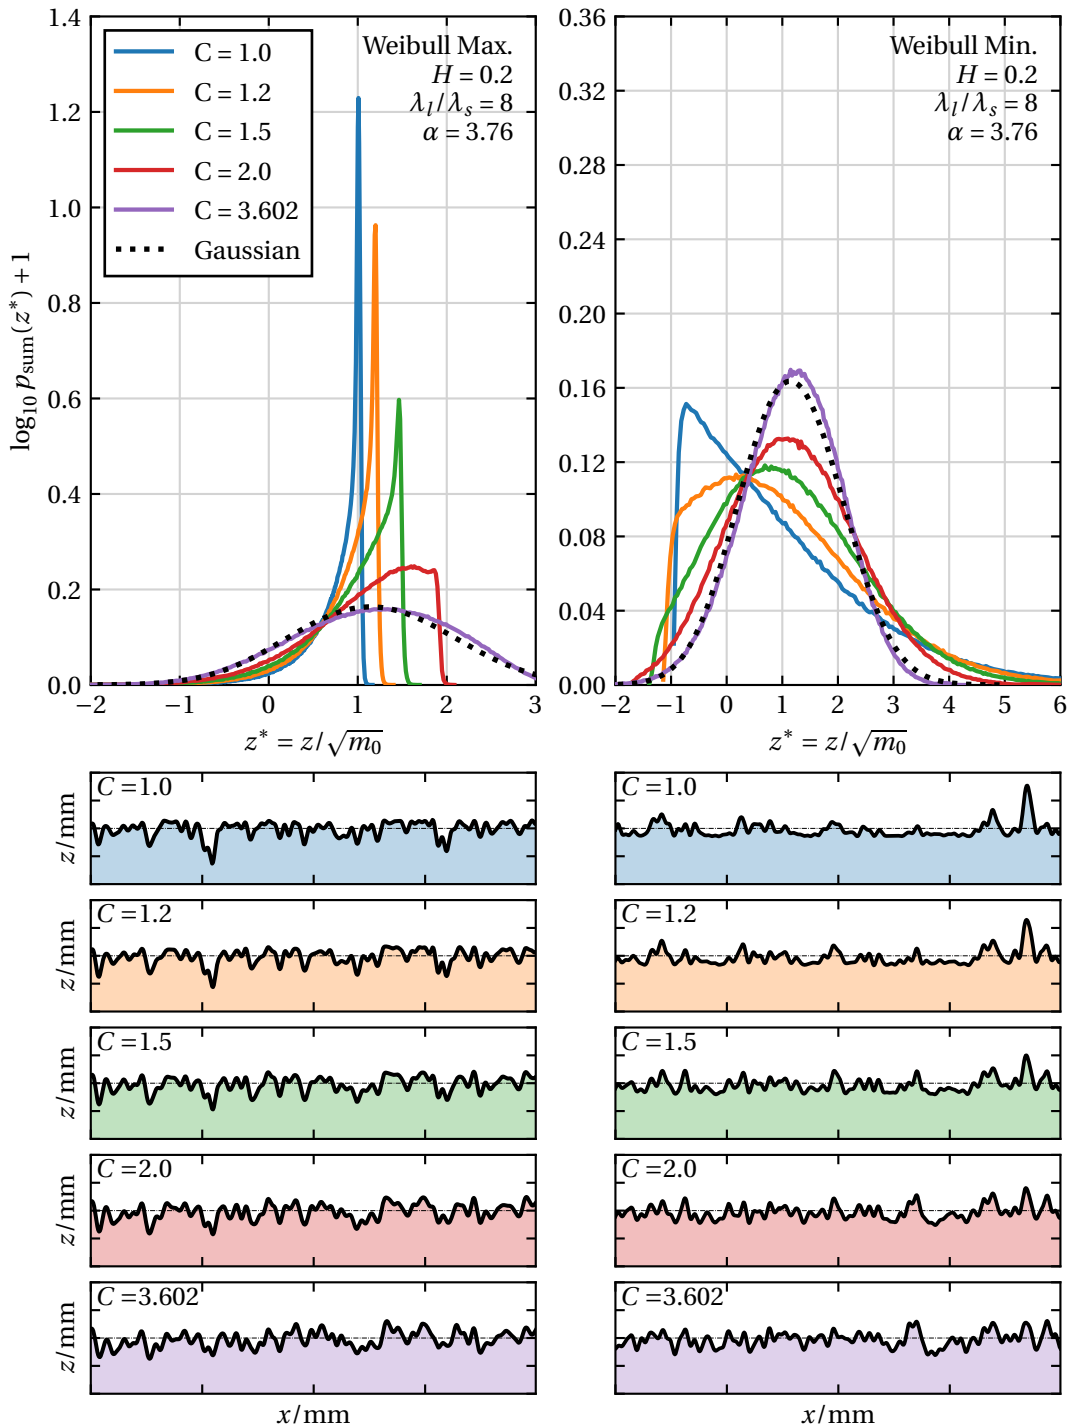 1.4
1.2
1.0
0.8
0.6
0.4
0.2
0.0
log₁₀ p_sum(z*) + 1
C = 1.0
C = 1.2
C = 1.5
C = 2.0
C = 3.602
Gaussian
Weibull Max.
H = 0.2
λ_l/λ_s = 8
α = 3.76
−2 −1 0 1 2 3
z* = z/√m₀
0.36
0.32
0.28
0.24
0.20
0.16
0.12
0.08
0.04
0.00
Weibull Min.
H = 0.2
λ_l/λ_s = 8
α = 3.76
−2 −1 0 1 2 3 4 5 6
z* = z/√m₀
z/mm
C =1.0
C =1.0
z/mm
C =1.2
C =1.2
z/mm
C =1.5
C =1.5
z/mm
C =2.0
C =2.0
z/mm
C =3.602
C =3.602
x/mm
x/mm